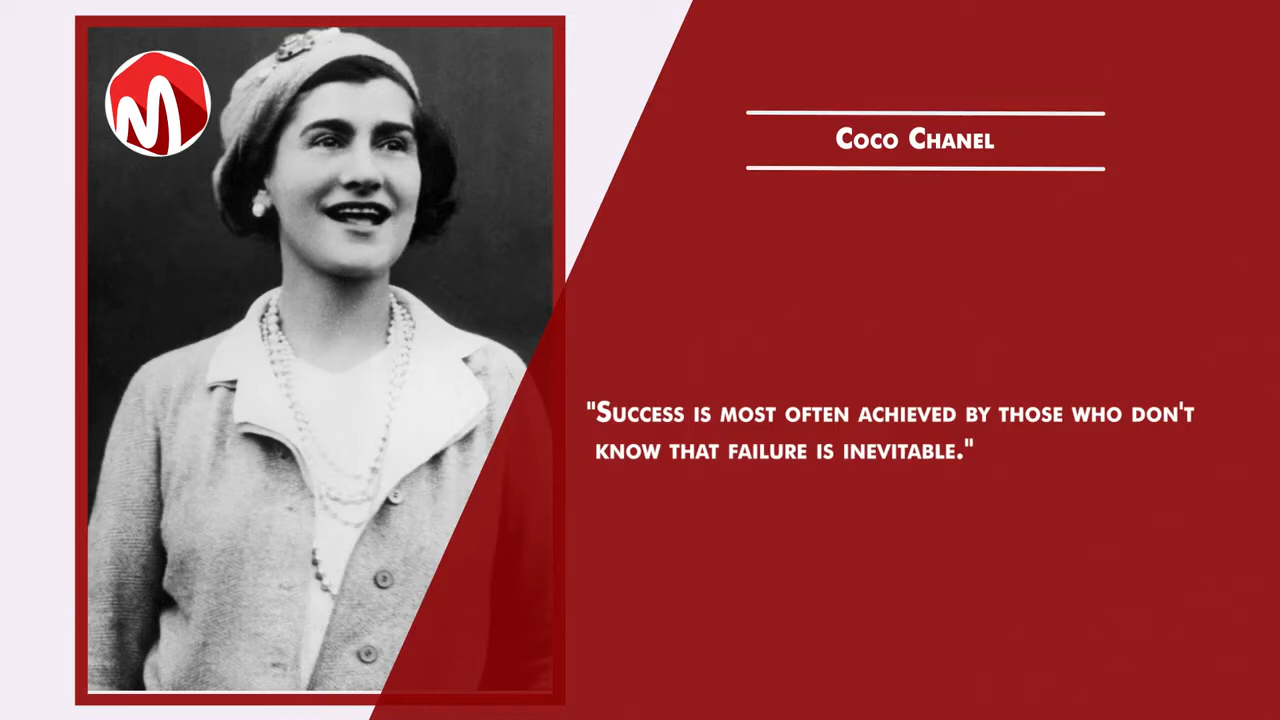 Coco Chanel
"Success is most often achieved by those who don't
know that failure is inevitable."